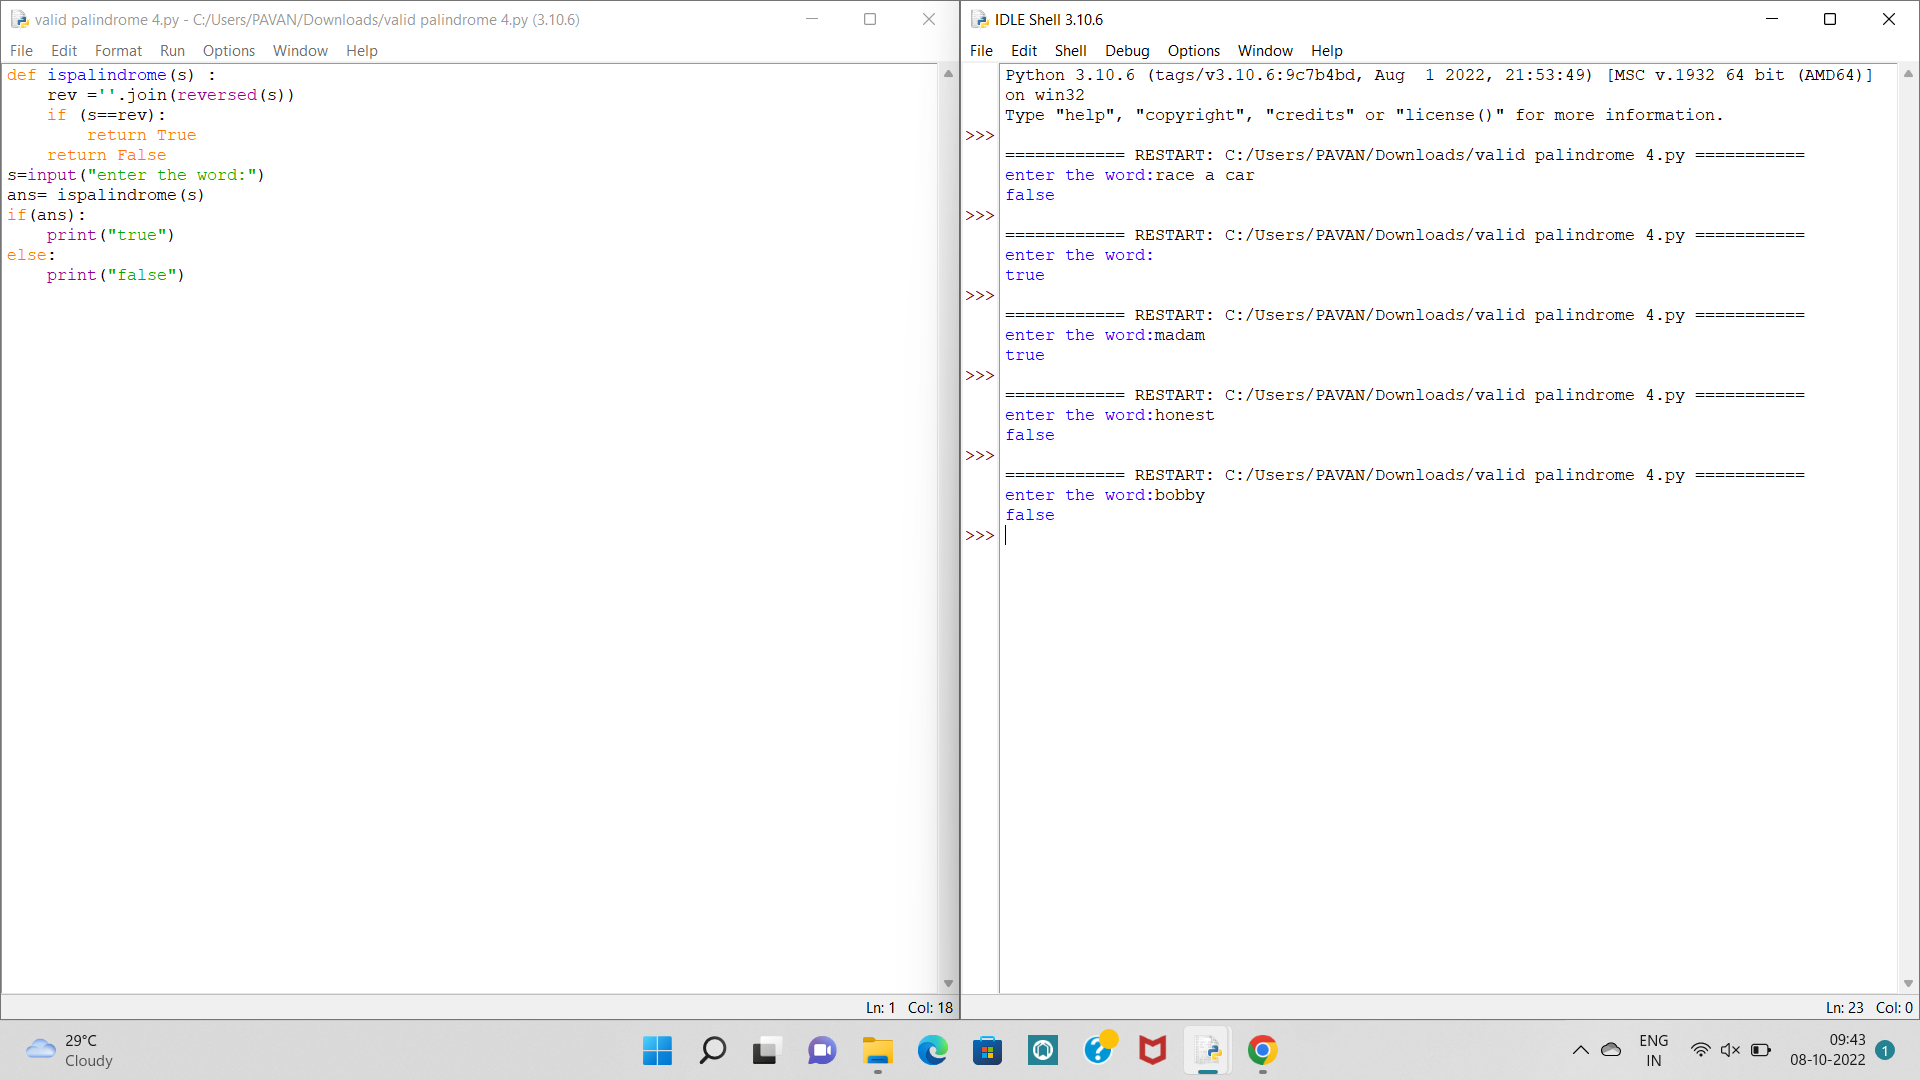 valid palindrome 4.py - C:/Users/PAVAN/Downloads/valid palindrome 4.py (3.10.6)
File Edit Format Run Options Window Help
def ispalindrome(s) :
    rev =''.join(reversed(s))
    if (s==rev):
        return True
    return False
s=input("enter the word:")
ans= ispalindrome(s)
if(ans):
    print("true")
else:
    print("false")
Ln: 1 Col: 18
IDLE Shell 3.10.6
File Edit Shell Debug Options Window Help
Python 3.10.6 (tags/v3.10.6:9c7b4bd, Aug  1 2022, 21:53:49) [MSC v.1932 64 bit (AMD64)]
on win32
Type "help", "copyright", "credits" or "license()" for more information.
>>>
============ RESTART: C:/Users/PAVAN/Downloads/valid palindrome 4.py ===========
enter the word:race a car
false
>>>
============ RESTART: C:/Users/PAVAN/Downloads/valid palindrome 4.py ===========
enter the word:
true
>>>
============ RESTART: C:/Users/PAVAN/Downloads/valid palindrome 4.py ===========
enter the word:madam
true
>>>
============ RESTART: C:/Users/PAVAN/Downloads/valid palindrome 4.py ===========
enter the word:honest
false
>>>
============ RESTART: C:/Users/PAVAN/Downloads/valid palindrome 4.py ===========
enter the word:bobby
false
>>>
Ln: 23 Col: 0
29°C
Cloudy
ENG
IN
09:43
08-10-2022
1